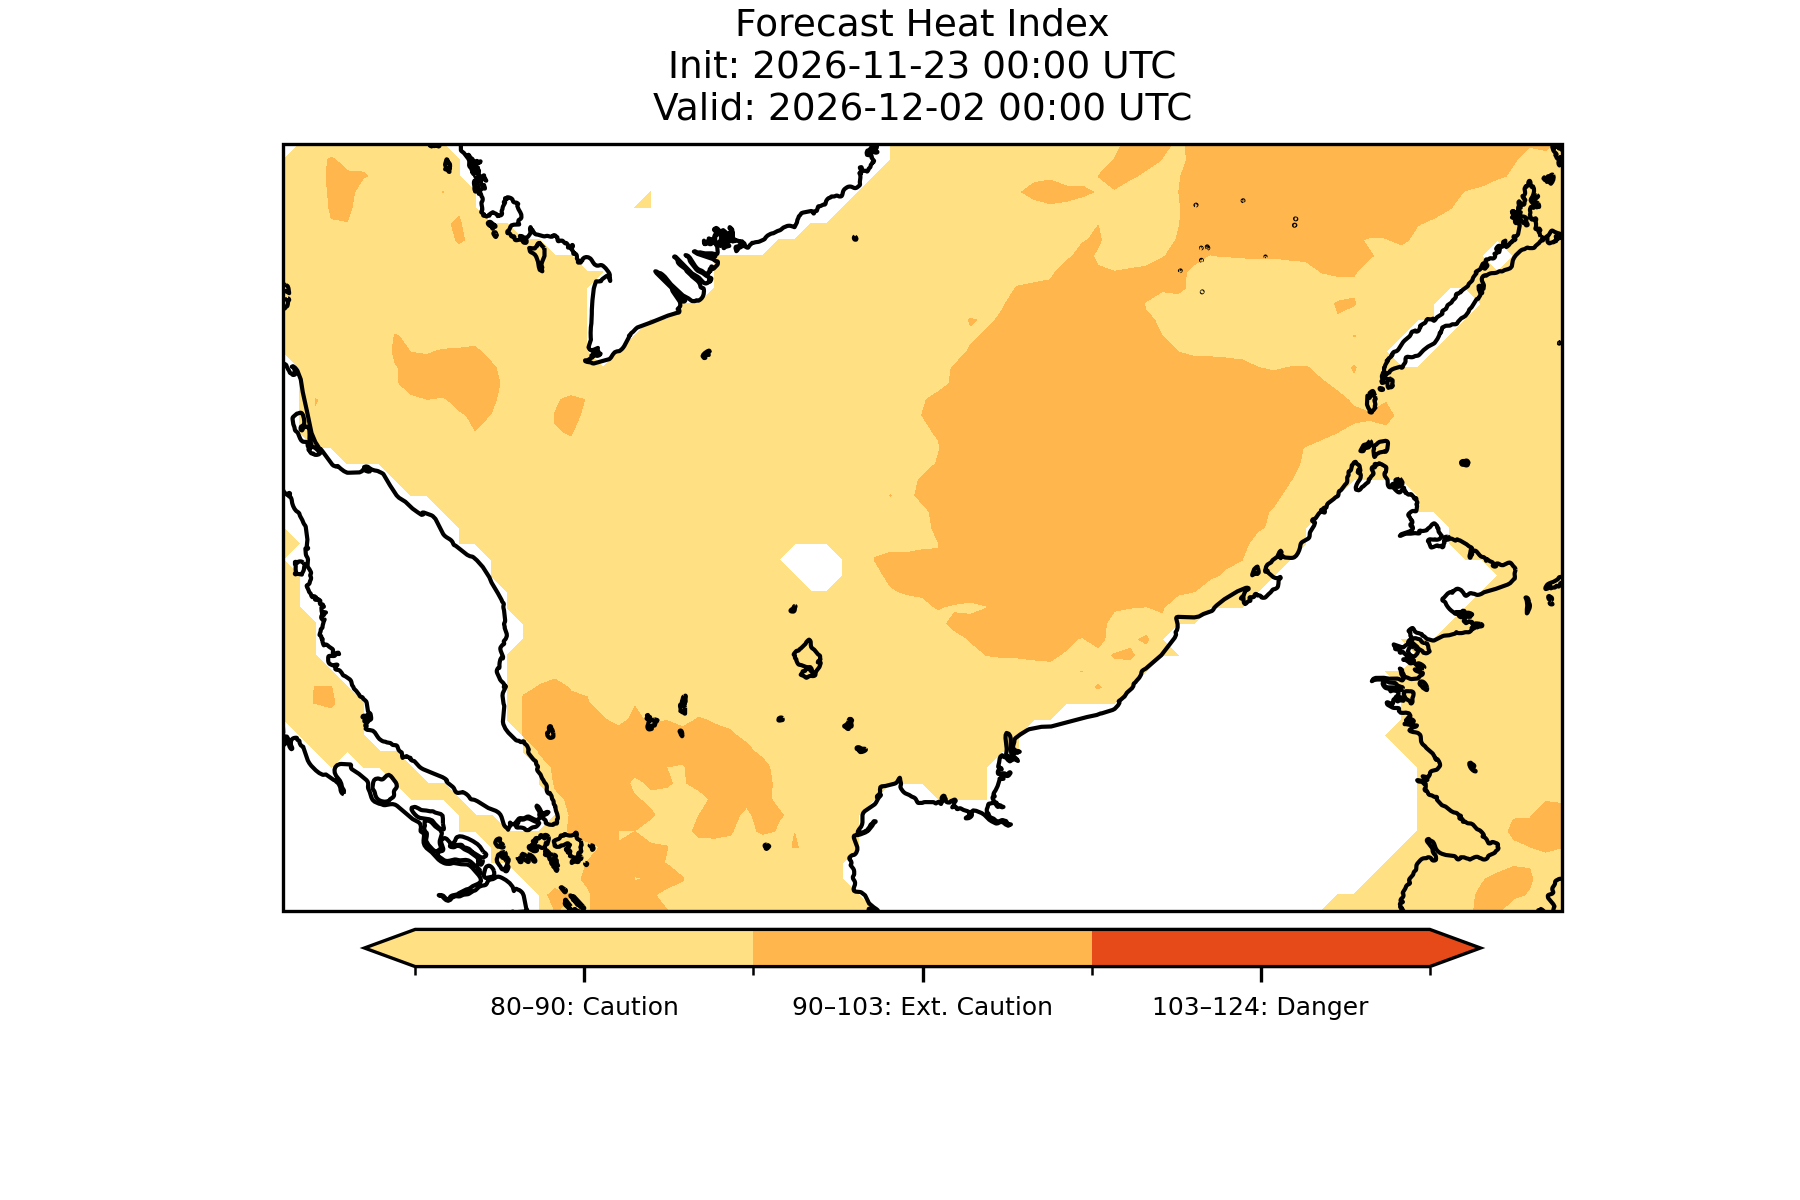 Forecast Heat Index
Init: 2026-11-23 00:00 UTC
Valid: 2026-12-02 00:00 UTC
80–90: Caution
90–103: Ext. Caution
103–124: Danger